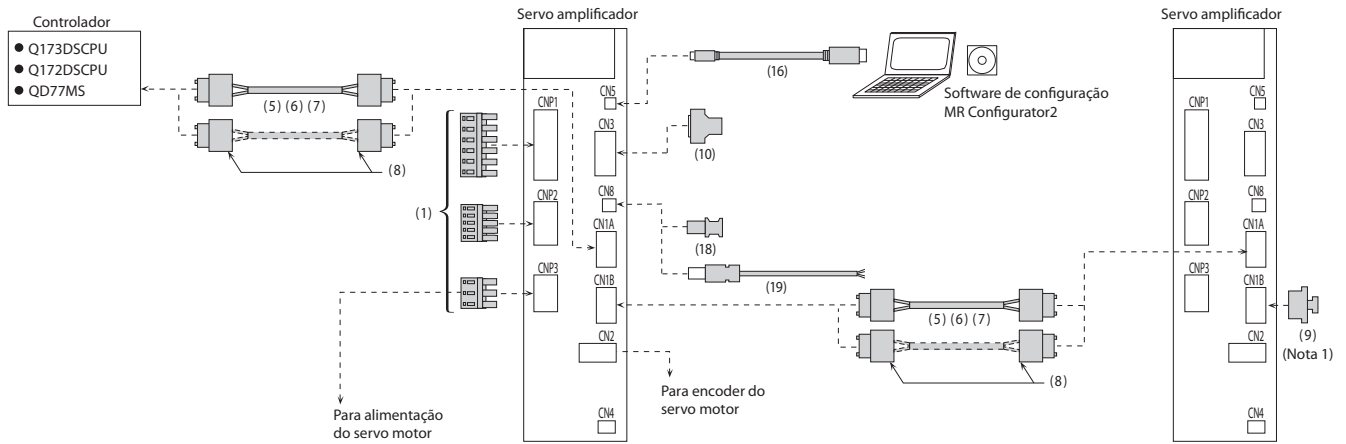 Controlador
● Q173DSCPU
● Q172DSCPU
● QD77MS
(5) (6) (7)
(8)
(1)
Servo amplificador
CN5
CNP1
CN3
CN8
CNP2
CN1A
CNP3
CN1B
CN2
CN4
Para alimentação
do servo motor
Para encoder do
servo motor
(16)
Software de configuração
MR Configurator2
(10)
(18)
(19)
(5) (6) (7)
(8)
Servo amplificador
CN5
CNP1
CN3
CN8
CNP2
CN1A
CNP3
CN1B
CN2
CN4
(9)
(Nota 1)